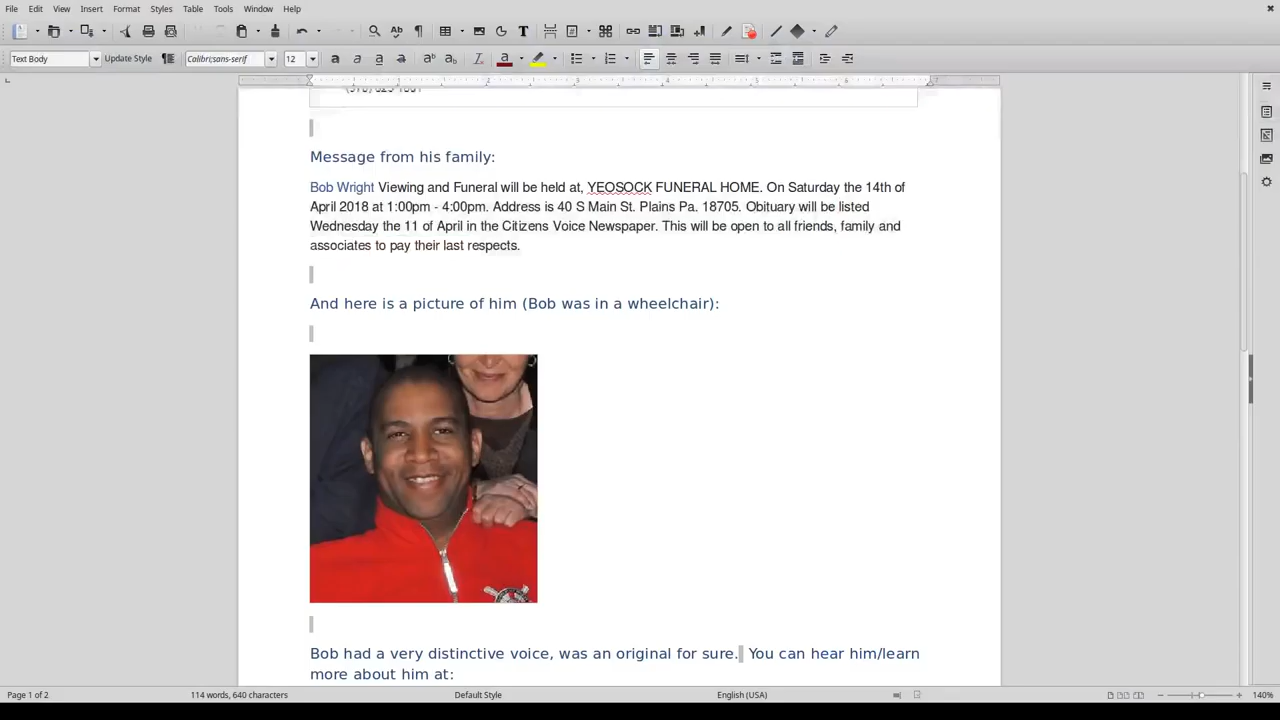 File Edit View Insert Format Styles Table Tools Window Help
Text Body Update Style Calibri;sans-serif 12
Message from his family:
Bob Wright Viewing and Funeral will be held at, YEOSOCK FUNERAL HOME. On Saturday the 14th of
April 2018 at 1:00pm - 4:00pm. Address is 40 S Main St. Plains Pa. 18705. Obituary will be listed
Wednesday the 11 of April in the Citizens Voice Newspaper. This will be open to all friends, family and
associates to pay their last respects.
And here is a picture of him (Bob was in a wheelchair):
Bob had a very distinctive voice, was an original for sure. You can hear him/learn
more about him at:
Page 1 of 2 114 words, 640 characters Default Style English (USA) 140%